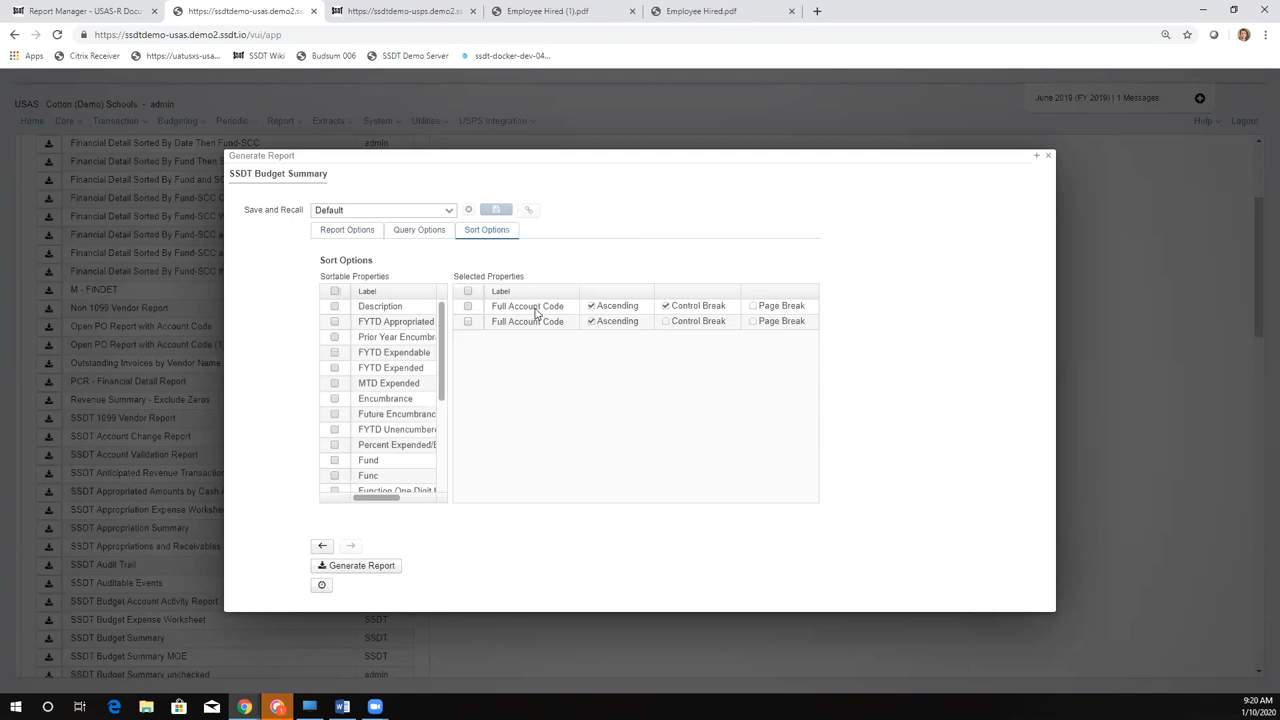 Report Manager - USAS-R Docu
https://ssdtdemo-usas.demo2.ssdt.i
https://ssdtdemo-usps.demo2.ssdt.i
Employee Hired (1).pdf
Employee Hired.pdf
https://ssdtdemo-usas.demo2.ssdt.io/vui/app
Apps
Citrix Receiver
https://uatusxs-usa...
SSDT Wiki
Budsum 006
SSDT Demo Server
ssdt-docker-dev-04...
USAS: Cotton (Demo) Schools - admin
June 2019 (FY 2019) | 1 Messages
Home
Core
Transaction
Budgeting
Periodic
Report
Extracts
System
Utilities
USPS Integration
Help
Logout
Financial Detail Sorted By Date Then Fund-SCC
admin
Financial Detail Sorted By Fund Then S
Financial Detail Sorted by Fund and SC
Financial Detail Sorted by Fund and SC
Financial Detail Sorted by Fund-SCC C
Financial Detail Sorted by Fund-SCC W
Financial Detail Sorted by Fund-SCC a
Financial Detail Sorted by Fund-SCC a
M - FINDET
Non 1099 Vendor Report
Open PO Report with Account Code
Open PO Report with Account Code (1
Outstanding Invoices by Vendor Name
PCR - Financial Detail Report
Revenue Summary - Exclude Zeros
SSDT 1099 Vendor Report
SSDT Account Change Report
SSDT Account Validation Report
SSDT Anticipated Revenue Transaction
SSDT Appropriated Amounts by Cash A
SSDT Appropriation Expense Workshe
SSDT Appropriation Summary
SSDT Appropriations and Receivables
SSDT Audit Trail
SSDT Auditable Events
SSDT Budget Account Activity Report
SSDT Budget Expense Worksheet
SSDT
SSDT Budget Summary
SSDT
SSDT Budget Summary MOE
SSDT
SSDT Budget Summary unchecked
admin
Generate Report
SSDT Budget Summary
Save and Recall
Default
Report Options
Query Options
Sort Options
Sort Options
Sortable Properties
Selected Properties
Label
Description
FYTD Appropriated
Prior Year Encumbr
FYTD Expendable
FYTD Expended
MTD Expended
Encumbrance
Future Encumbranc
FYTD Unencumbere
Percent Expended/E
Fund
Func
Function One Digit
Label
Full Account Code Ascending Control Break Page Break
Full Account Code Ascending Control Break Page Break
Generate Report
9:20 AM
1/10/2020